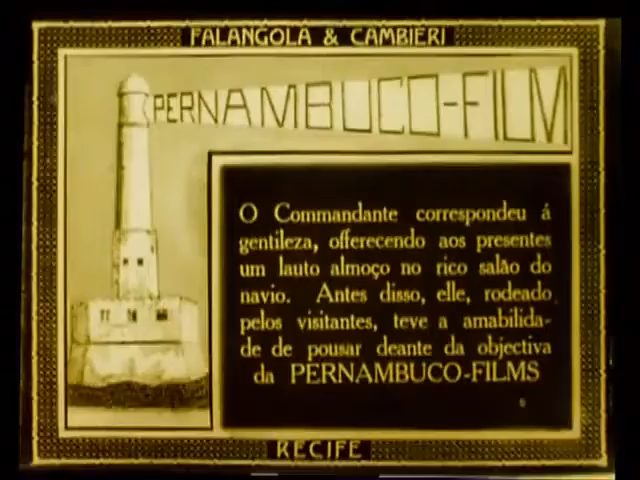 FALANGOLA & CAMBIERI
PERNAMBUCO-FILM
O Commandante correspondeu á
gentileza, offerecendo aos presentes
um lauto almoço no rico salão do
navio. Antes disso, elle, rodeado
pelos visitantes, teve a amabilida-
de de pousar deante da objectiva
da PERNAMBUCO-FILMS
RECIFE